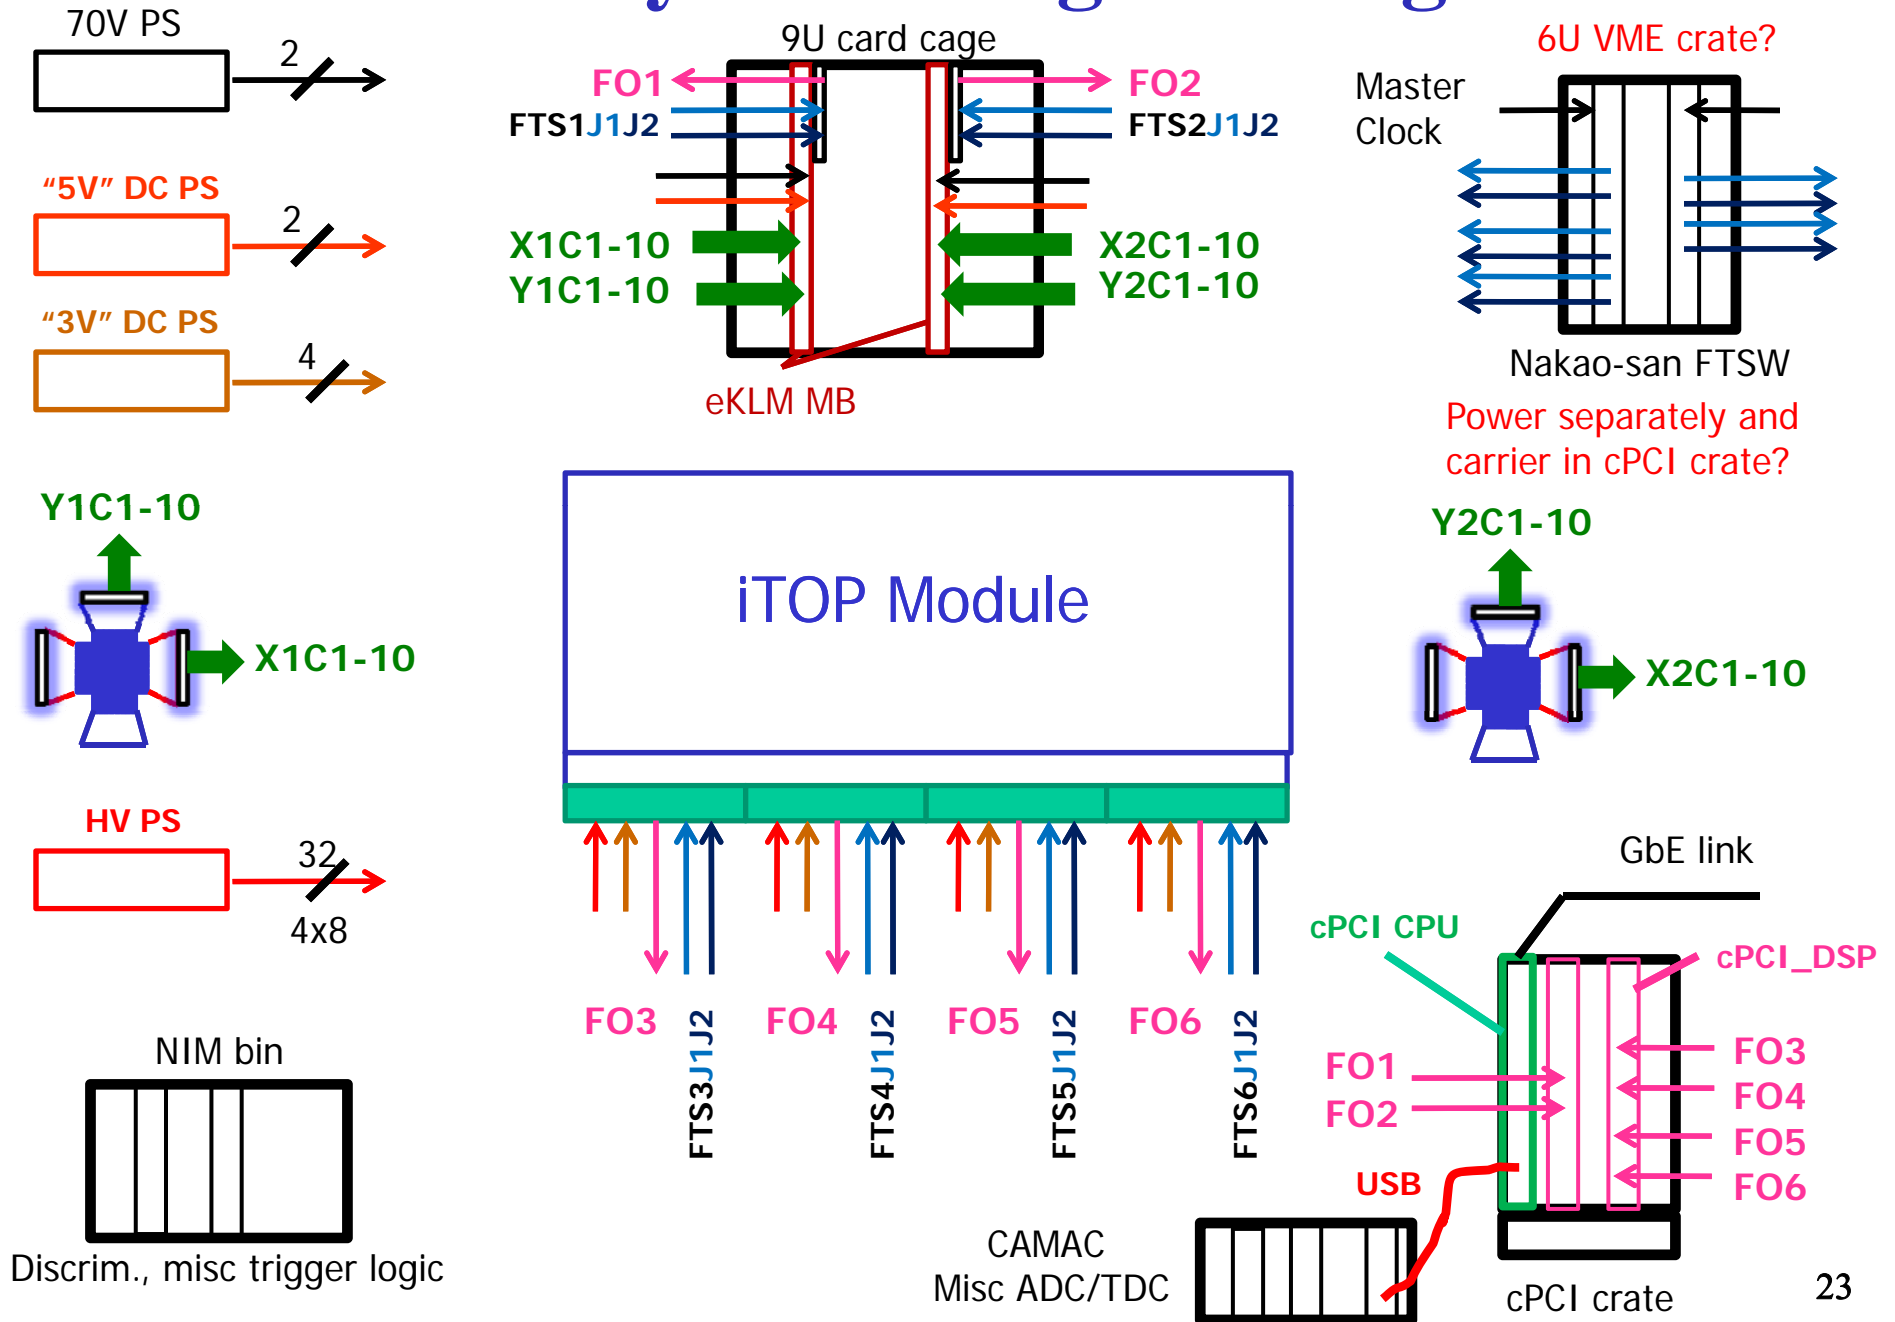 70V PS
2
"5V" DC PS
2
"3V" DC PS
4
9U card cage
FO1
FO2
FTS1J1J2
FTS2J1J2
X1C1-10
X2C1-10
Y1C1-10
Y2C1-10
eKLM MB
6U VME crate?
Master
Clock
Nakao-san FTSW
Power separately and
carrier in cPCI crate?
Y1C1-10
X1C1-10
iTOP Module
Y2C1-10
X2C1-10
HV PS
32
4x8
FO3
FTS3J1J2
FO4
FTS4J1J2
FO5
FTS5J1J2
FO6
FTS6J1J2
GbE link
cPCI CPU
cPCI_DSP
FO1
FO2
FO3
FO4
FO5
FO6
USB
NIM bin
Discrim., misc trigger logic
CAMAC
Misc ADC/TDC
cPCI crate
23